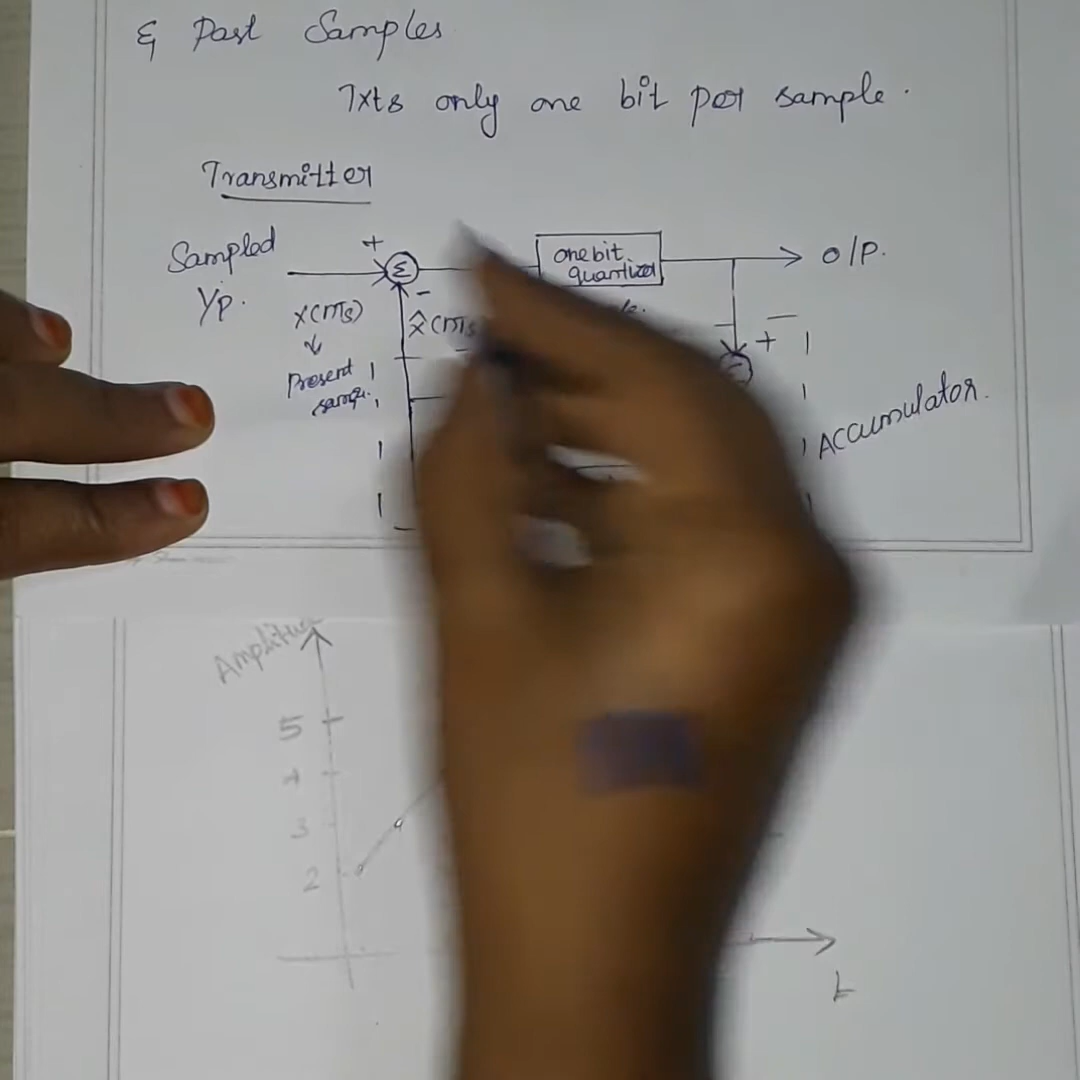 & Past Samples
Txts only one bit per sample.
Transmitter
Sampled
+
Σ
one bit
quantizer
O/P.
i/p.
x(nTs)
-
x̂(nTs
Present
sample.
+
Accumulator.
Amplitu
5
4
3
2
t